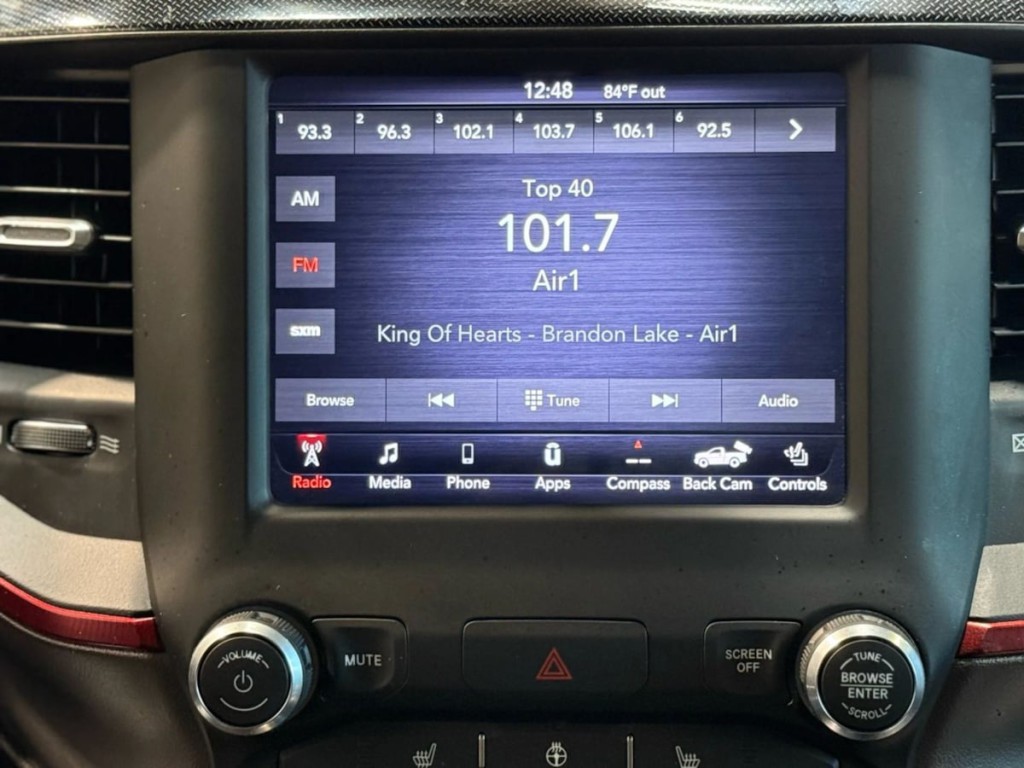 12:48 84°F out
1 93.3 2 96.3 3 102.1 4 103.7 5 106.1 6 92.5
AM
Top 40
101.7
FM
Air1
sxm
King Of Hearts - Brandon Lake - Air1
Browse Tune Audio
Radio Media Phone Apps Compass Back Cam Controls
VOLUME
MUTE
SCREEN
OFF
TUNE
BROWSE
ENTER
SCROLL